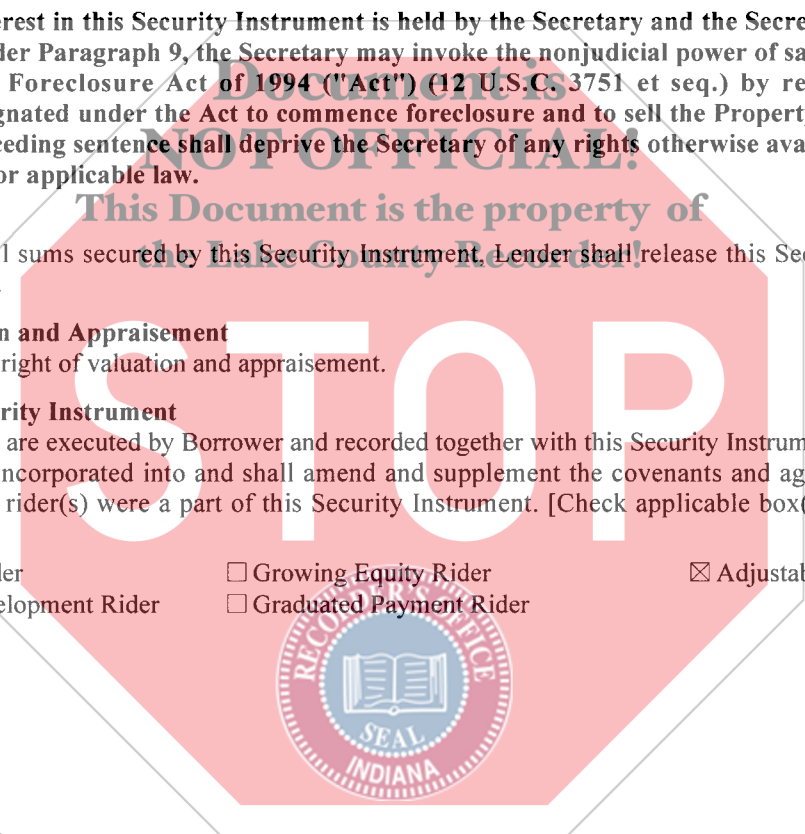 erest in this Security Instrument is held by the Secretary and the Secre
der Paragraph 9, the Secretary may invoke the nonjudicial power of sa
Foreclosure Act of 1994 ("Act") (12 U.S.C. 3751 et seq.) by re
gnated under the Act to commence foreclosure and to sell the Propert
ceding sentence shall deprive the Secretary of any rights otherwise ava
or applicable law.
Document is
NOT OFFICIAL!
This Document is the property of
the Lake County Recorder!
l sums secured by this Security Instrument, Lender shall release this Sec
n and Appraisement
right of valuation and appraisement.
STOP
rity Instrument
are executed by Borrower and recorded together with this Security Instrum
ncorporated into and shall amend and supplement the covenants and ag
rider(s) were a part of this Security Instrument. [Check applicable box(
der ☐ Growing Equity Rider ☒ Adjustab
elopment Rider ☐ Graduated Payment Rider
RECORDER'S OFFICE
SEAL
INDIANA